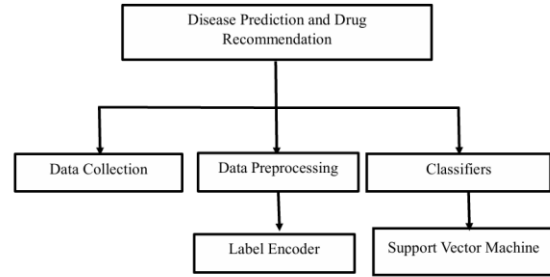 Disease Prediction and Drug
Recommendation
Data Collection
Data Preprocessing
Classifiers
Label Encoder
Support Vector Machine